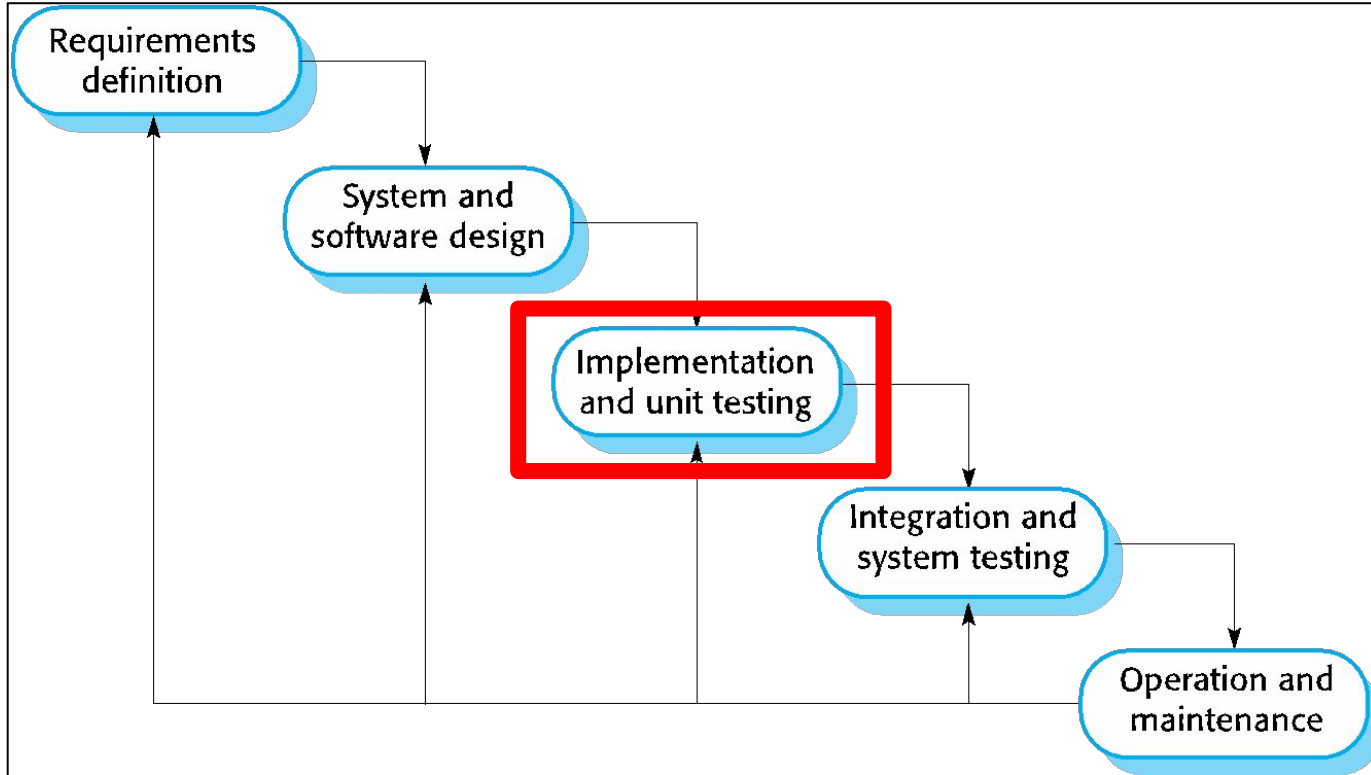 Requirements
definition
System and
software design
Implementation
and unit testing
Integration and
system testing
Operation and
maintenance